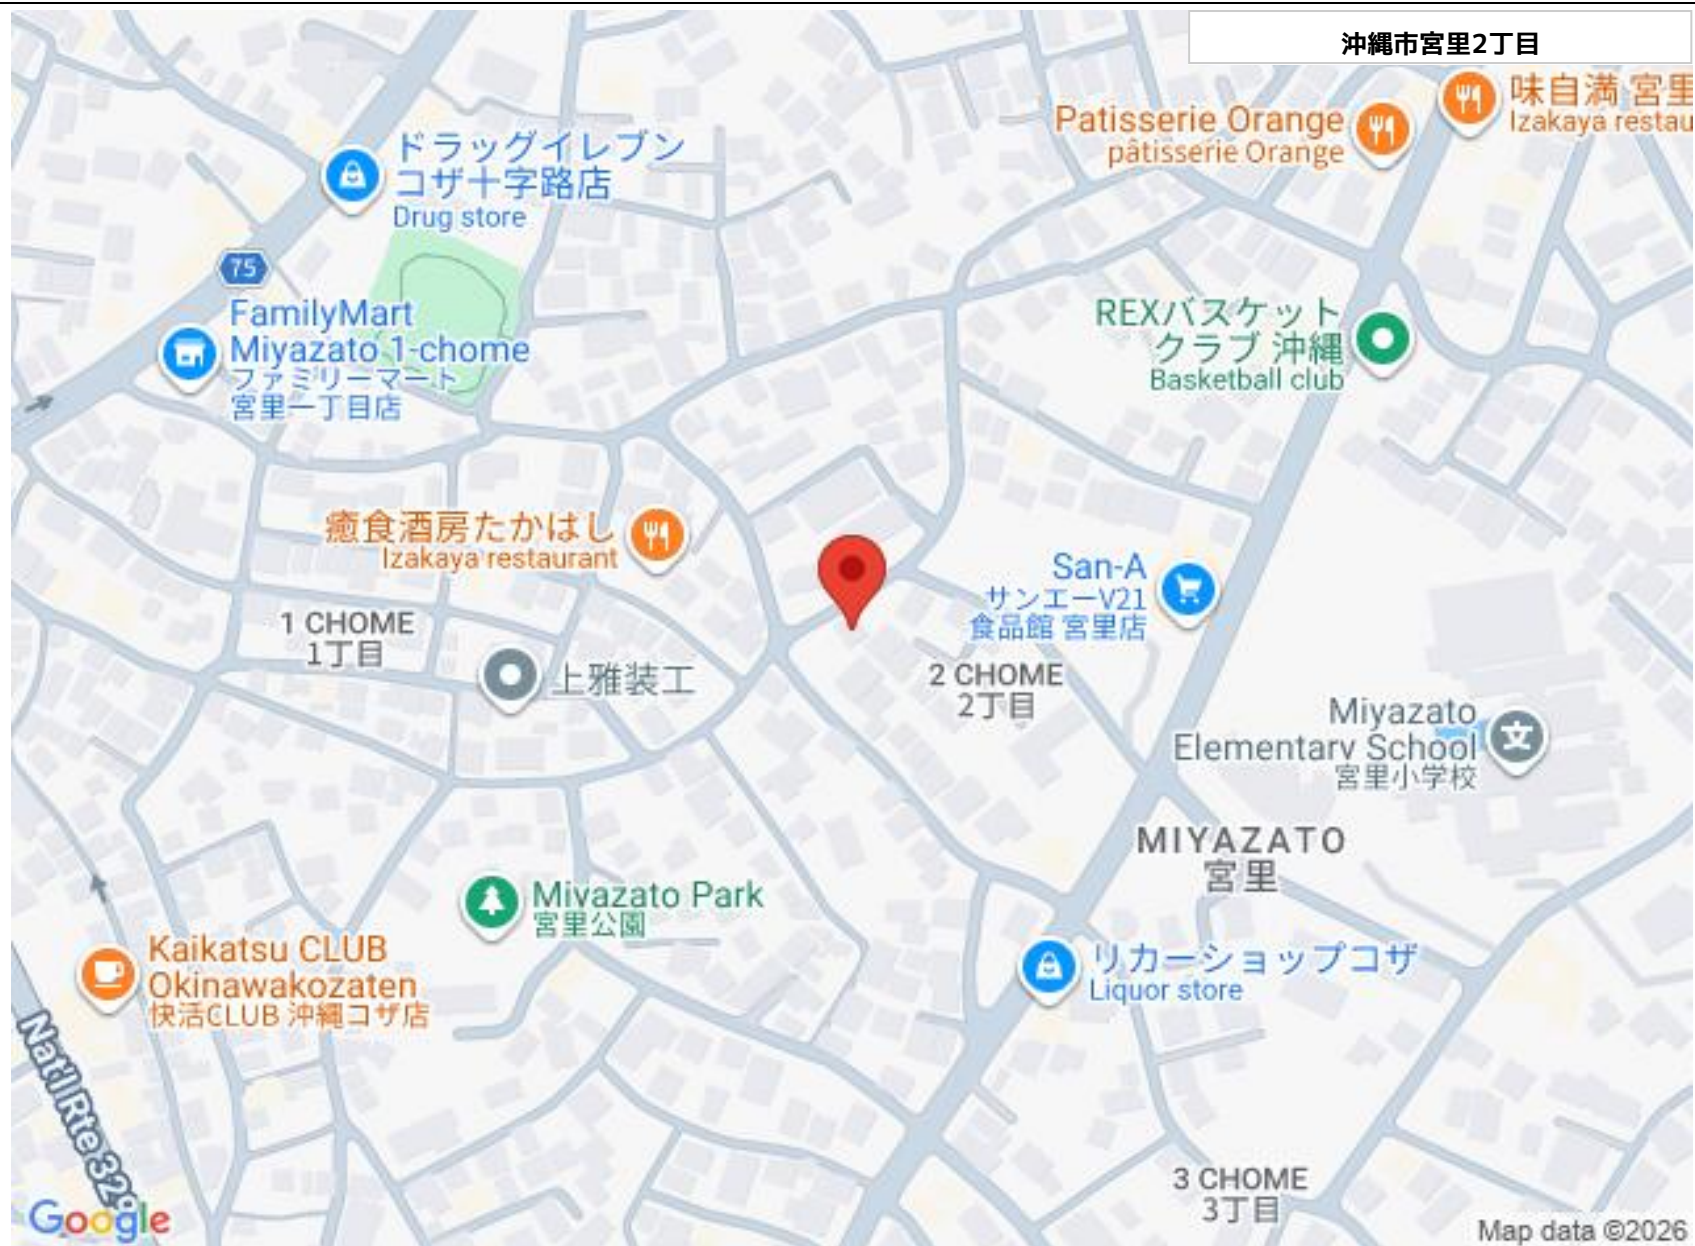 沖縄市宮里2丁目
味自満 宮里
Izakaya restau
Patisserie Orange
pâtisserie Orange
ドラッグイレブン
コザ十字路店
Drug store
75
FamilyMart
Miyazato 1-chome
ファミリーマート
宮里一丁目店
REXバスケット
クラブ 沖縄
Basketball club
癒食酒房たかはし
Izakaya restaurant
San-A
サンエーV21
食品館 宮里店
1 CHOME
1丁目
上雅装工
2 CHOME
2丁目
Miyazato
Elementary School
宮里小学校
文
MIYAZATO
宮里
Miyazato Park
宮里公園
Kaikatsu CLUB
Okinawakozaten
快活CLUB 沖縄コザ店
リカーショップコザ
Liquor store
Nat'l Rte 329
3 CHOME
3丁目
Google
Map data ©2026